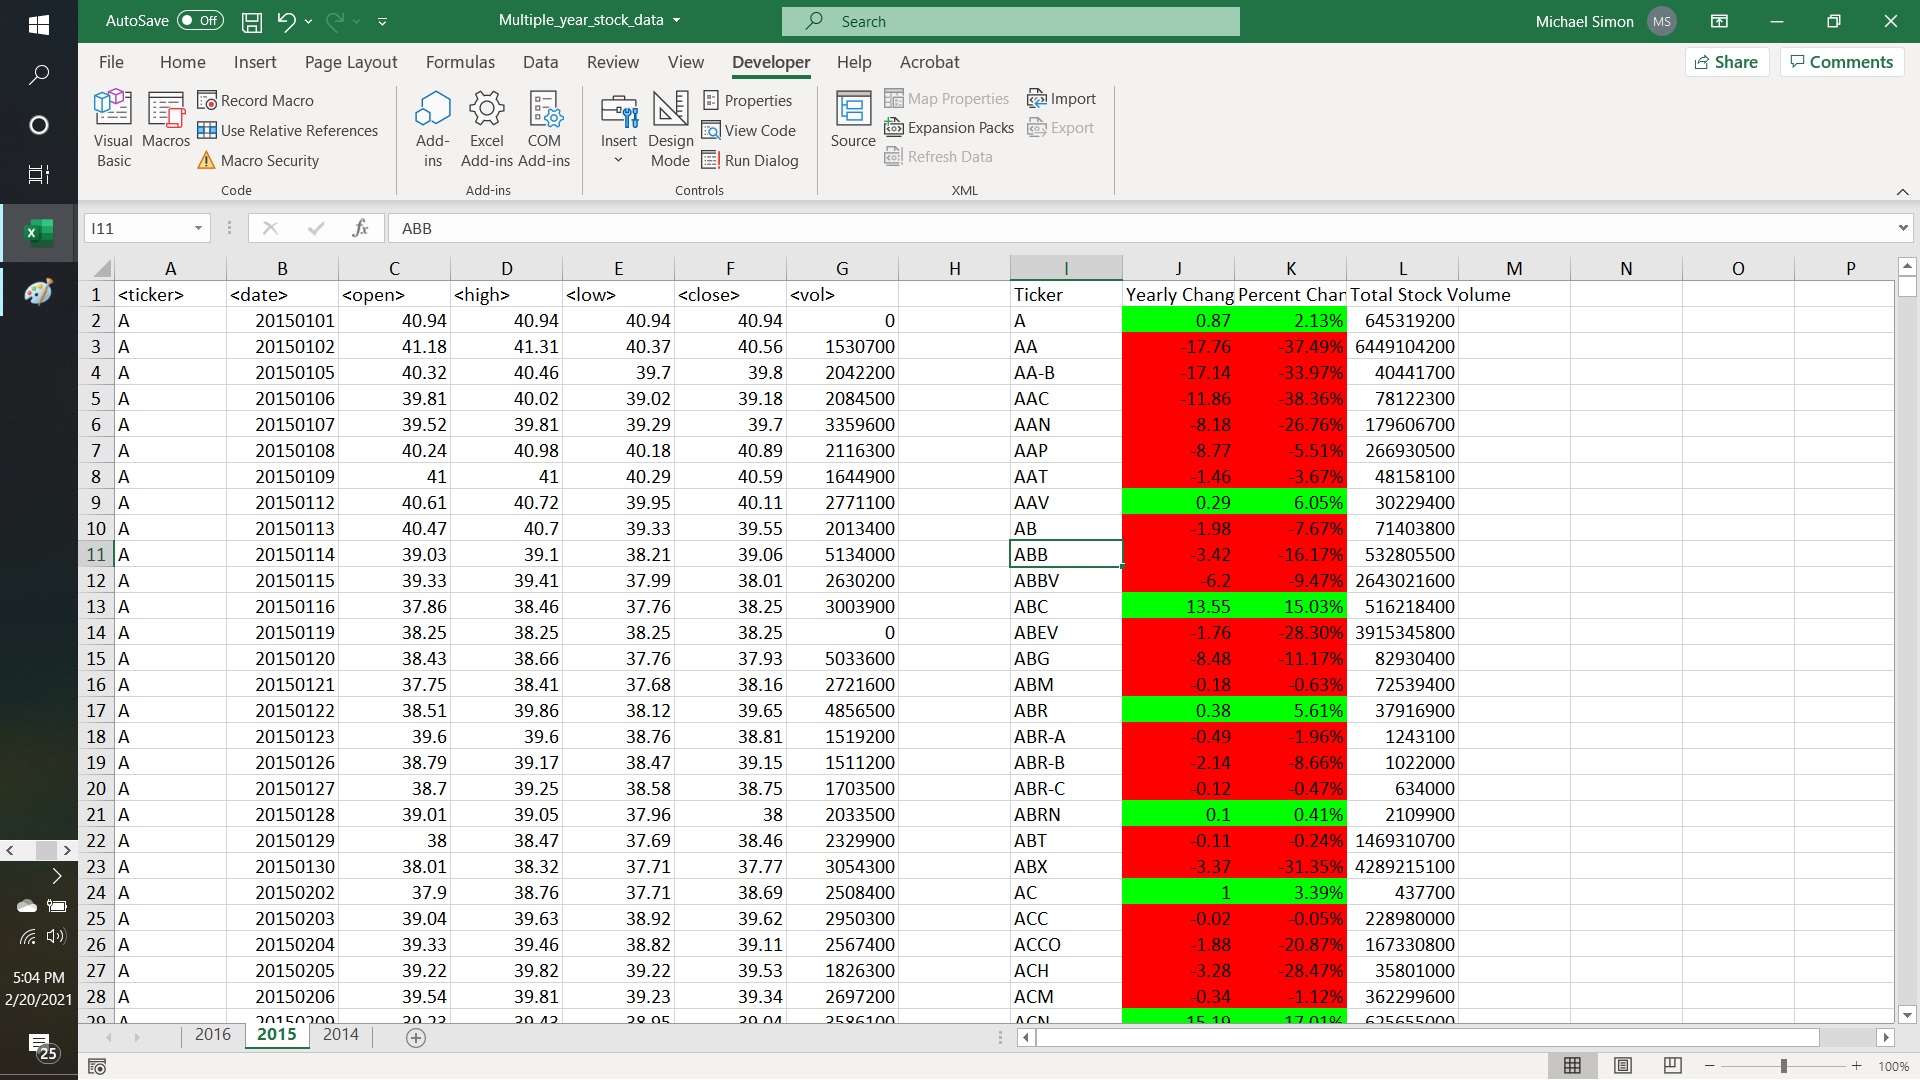 AutoSave Off Multiple_year_stock_data Search Michael Simon MS
File Home Insert Page Layout Formulas Data Review View Developer Help Acrobat Share Comments
Visual Basic Macros Record Macro Use Relative References Macro Security Code
Add-ins Excel Add-ins COM Add-ins Add-ins
Insert Design Mode Properties View Code Run Dialog Controls
Source Map Properties Expansion Packs Refresh Data Import Export XML
I11 fx ABB
A B C D E F G H I J K L M N O P
1 <ticker> <date> <open> <high> <low> <close> <vol> Ticker Yearly Chang Percent Char Total Stock Volume
2 A 20150101 40.94 40.94 40.94 40.94 0 A 0.87 2.13% 645319200
3 A 20150102 41.18 41.31 40.37 40.56 1530700 AA -17.76 -37.49% 6449104200
4 A 20150105 40.32 40.46 39.7 39.8 2042200 AA-B -17.14 -33.97% 40441700
5 A 20150106 39.81 40.02 39.02 39.18 2084500 AAC -11.86 -38.36% 78122300
6 A 20150107 39.52 39.81 39.29 39.7 3359600 AAN -8.18 -26.76% 179606700
7 A 20150108 40.24 40.98 40.18 40.89 2116300 AAP -8.77 -5.51% 266930500
8 A 20150109 41 41 40.29 40.59 1644900 AAT -1.46 -3.67% 48158100
9 A 20150112 40.61 40.72 39.95 40.11 2771100 AAV 0.29 6.05% 30229400
10 A 20150113 40.47 40.7 39.33 39.55 2013400 AB -1.98 -7.67% 71403800
11 A 20150114 39.03 39.1 38.21 39.06 5134000 ABB -3.42 -16.17% 532805500
12 A 20150115 39.33 39.41 37.99 38.01 2630200 ABBV -6.2 -9.47% 2643021600
13 A 20150116 37.86 38.46 37.76 38.25 3003900 ABC 13.55 15.03% 516218400
14 A 20150119 38.25 38.25 38.25 38.25 0 ABEV -1.76 -28.30% 3915345800
15 A 20150120 38.43 38.66 37.76 37.93 5033600 ABG -8.48 -11.17% 82930400
16 A 20150121 37.75 38.41 37.68 38.16 2721600 ABM -0.18 -0.63% 72539400
17 A 20150122 38.51 39.86 38.12 39.65 4856500 ABR 0.38 5.61% 37916900
18 A 20150123 39.6 39.6 38.76 38.81 1519200 ABR-A -0.49 -1.96% 1243100
19 A 20150126 38.79 39.17 38.47 39.15 1511200 ABR-B -2.14 -8.66% 1022000
20 A 20150127 38.7 39.25 38.58 38.75 1703500 ABR-C -0.12 -0.47% 634000
21 A 20150128 39.01 39.05 37.96 38 2033500 ABRN 0.1 0.41% 2109900
22 A 20150129 38 38.47 37.69 38.46 2329900 ABT -0.11 -0.24% 1469310700
23 A 20150130 38.01 38.32 37.71 37.77 3054300 ABX -3.37 -31.35% 4289215100
24 A 20150202 37.9 38.76 37.71 38.69 2508400 AC 1 3.39% 437700
25 A 20150203 39.04 39.63 38.92 39.62 2950300 ACC -0.02 -0.05% 228980000
26 A 20150204 39.33 39.46 38.82 39.11 2567400 ACCO -1.88 -20.87% 167330800
27 A 20150205 39.22 39.82 39.22 39.53 1826300 ACH -3.28 -28.47% 35801000
28 A 20150206 39.54 39.81 39.23 39.34 2697200 ACM -0.34 -1.12% 362299600
29 A 20150209 39.23 39.43 38.95 39.04 3586100 ACN 15.19 17.01% 625655000
2016 2015 2014
100%
5:04 PM
2/20/2021
25